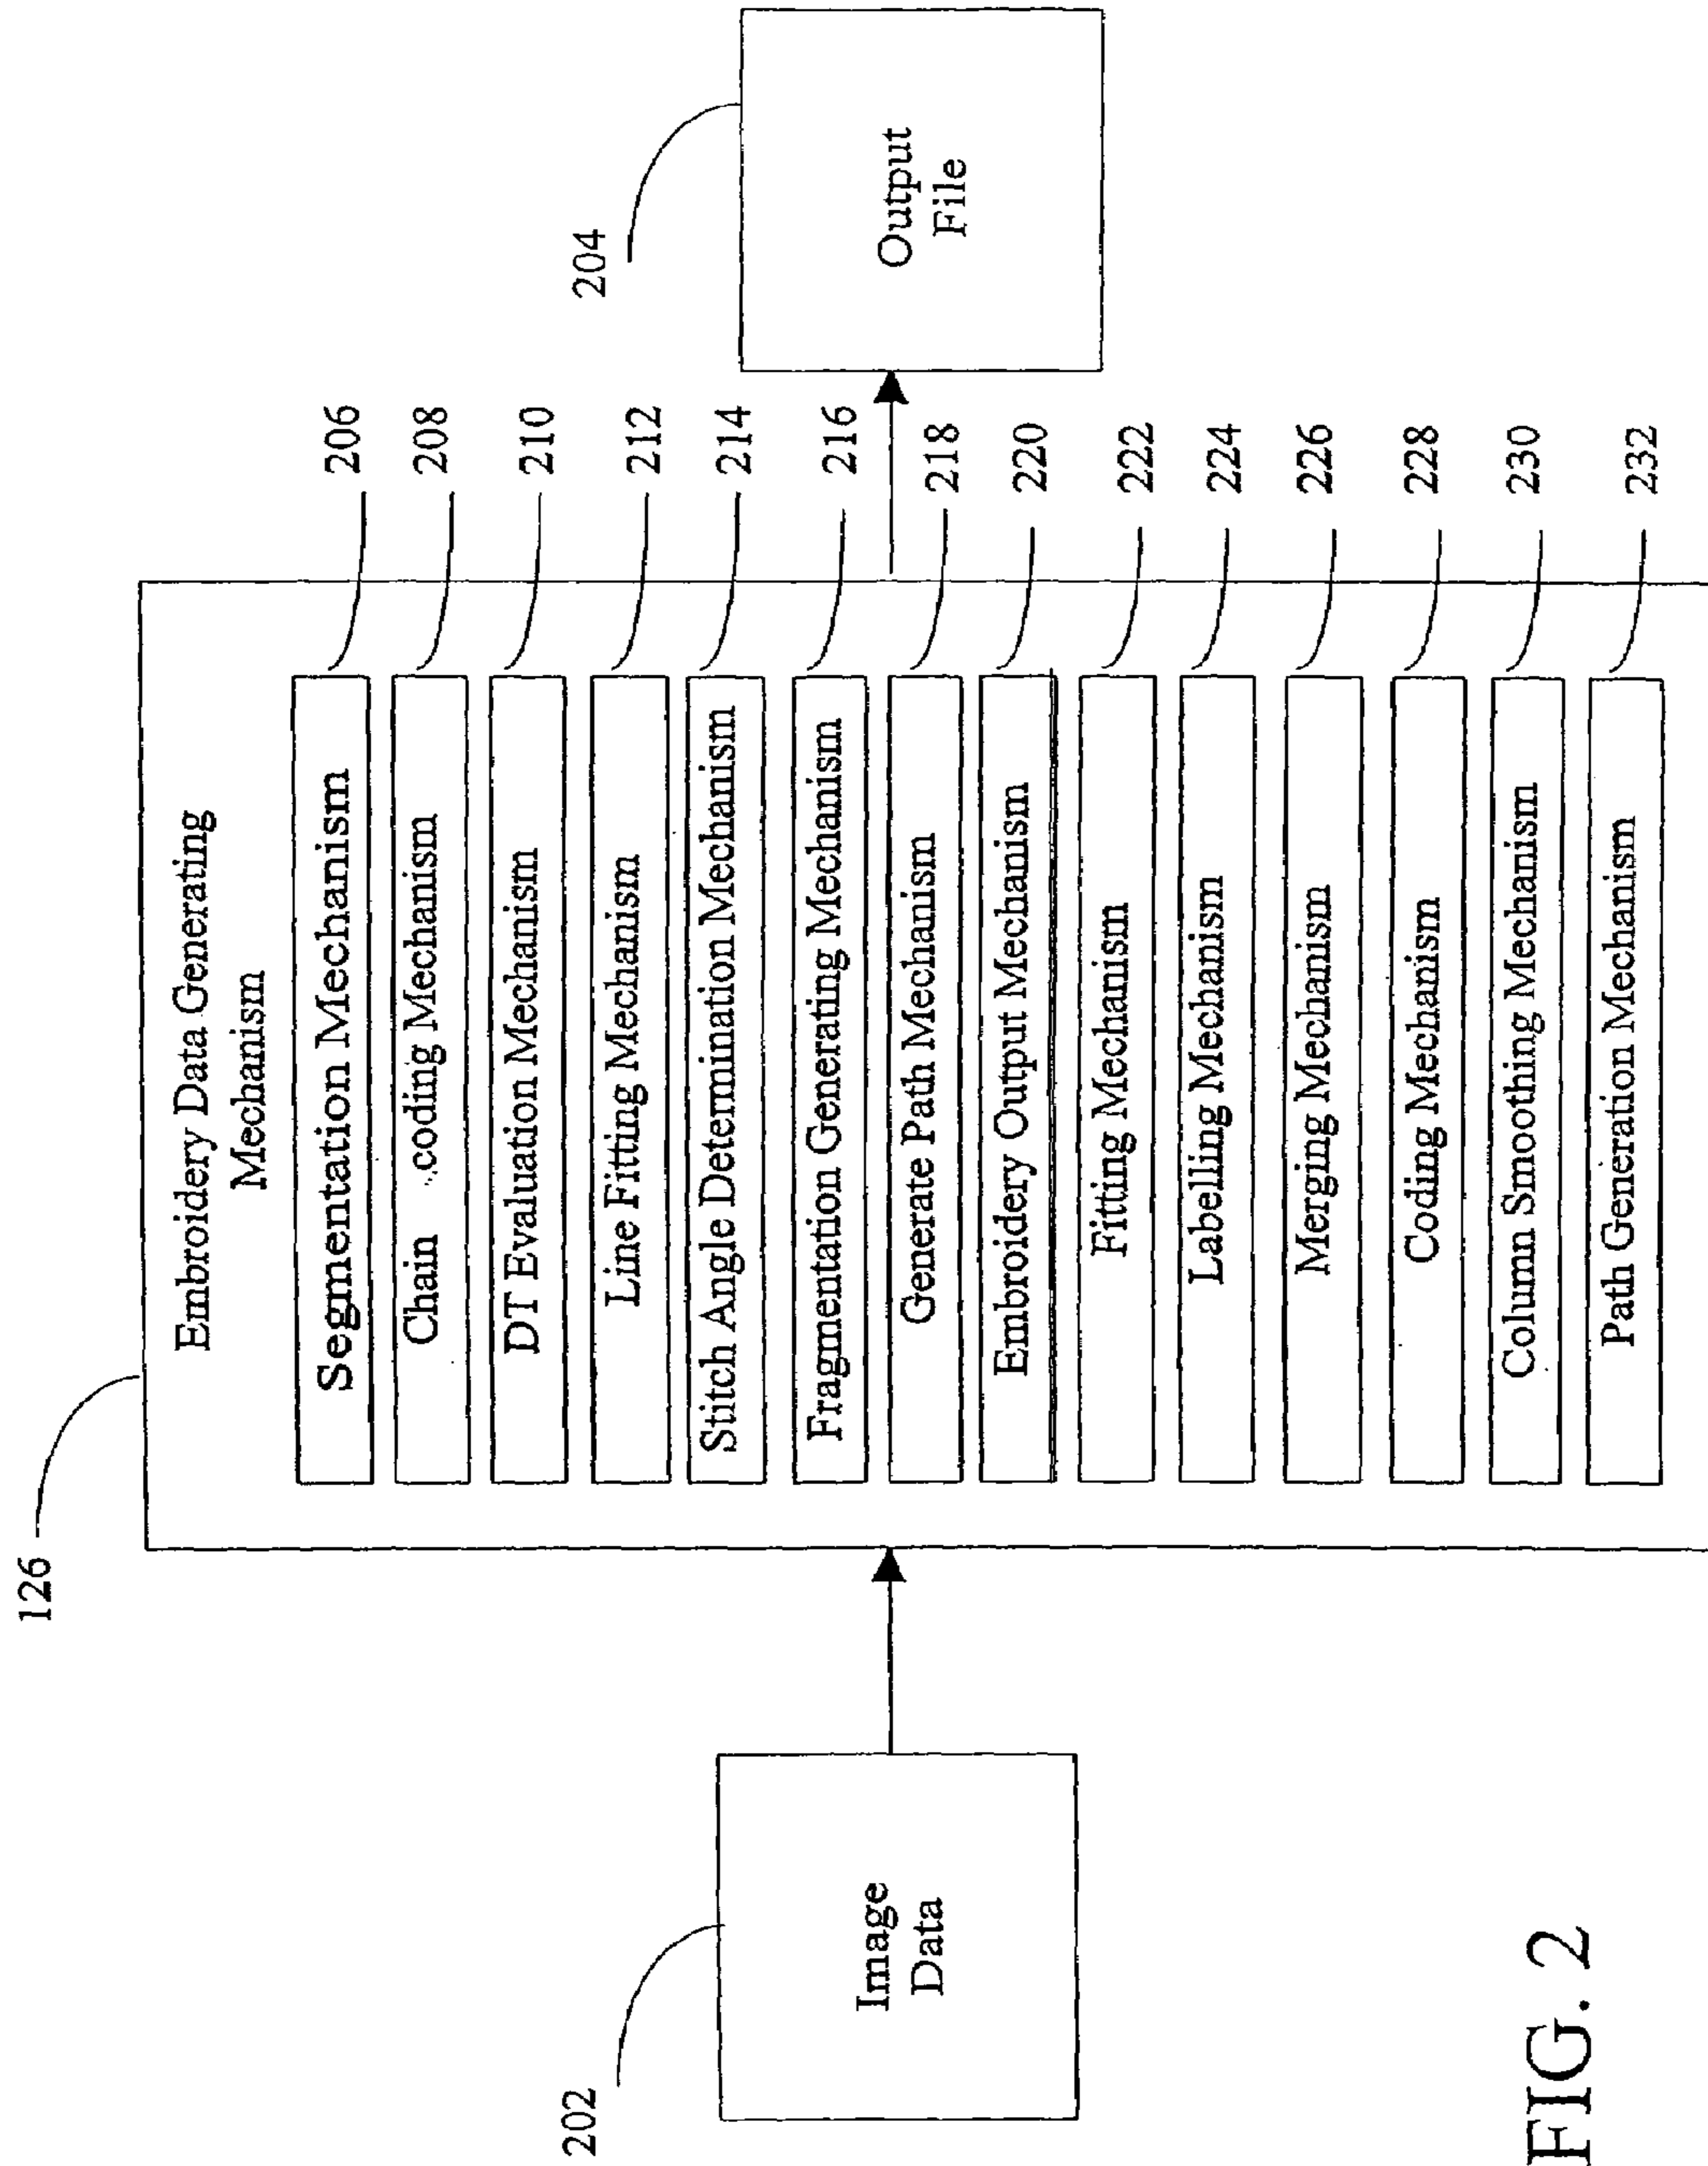 126
Embroidery Data Generating
Mechanism
Segmentation Mechanism
206
Chain coding Mechanism
208
DT Evaluation Mechanism
210
Line Fitting Mechanism
212
Stitch Angle Determination Mechanism
214
Fragmentation Generating Mechanism
216
Generate Path Mechanism
218
Embroidery Output Mechanism
220
Fitting Mechanism
222
Labelling Mechanism
224
Merging Mechanism
226
Coding Mechanism
228
Column Smoothing Mechanism
230
Path Generation Mechanism
232
202
Image
Data
204
Output
File
FIG. 2